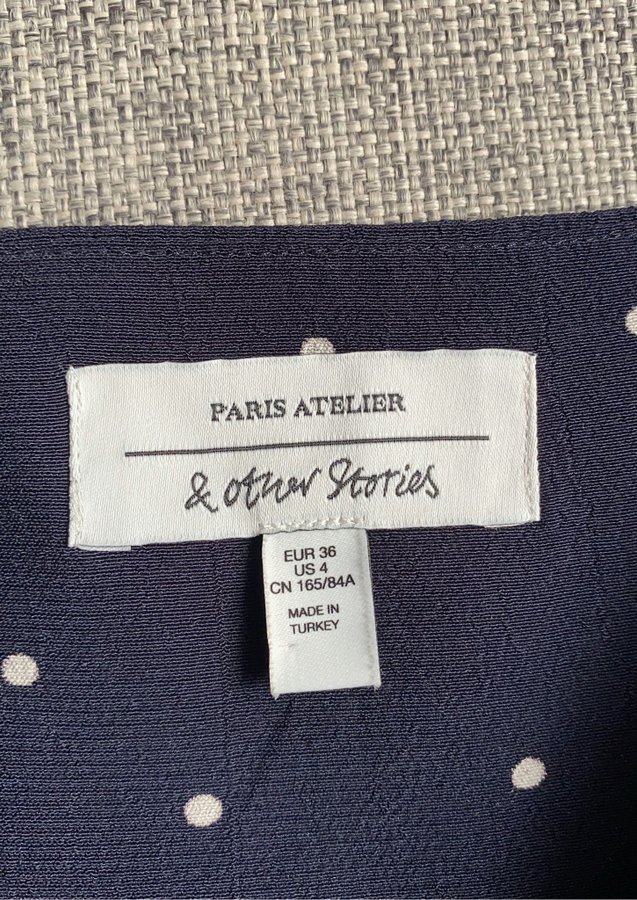 PARIS ATELIER
& other Stories
EUR 36
US 4
CN 165/84A
MADE IN
TURKEY